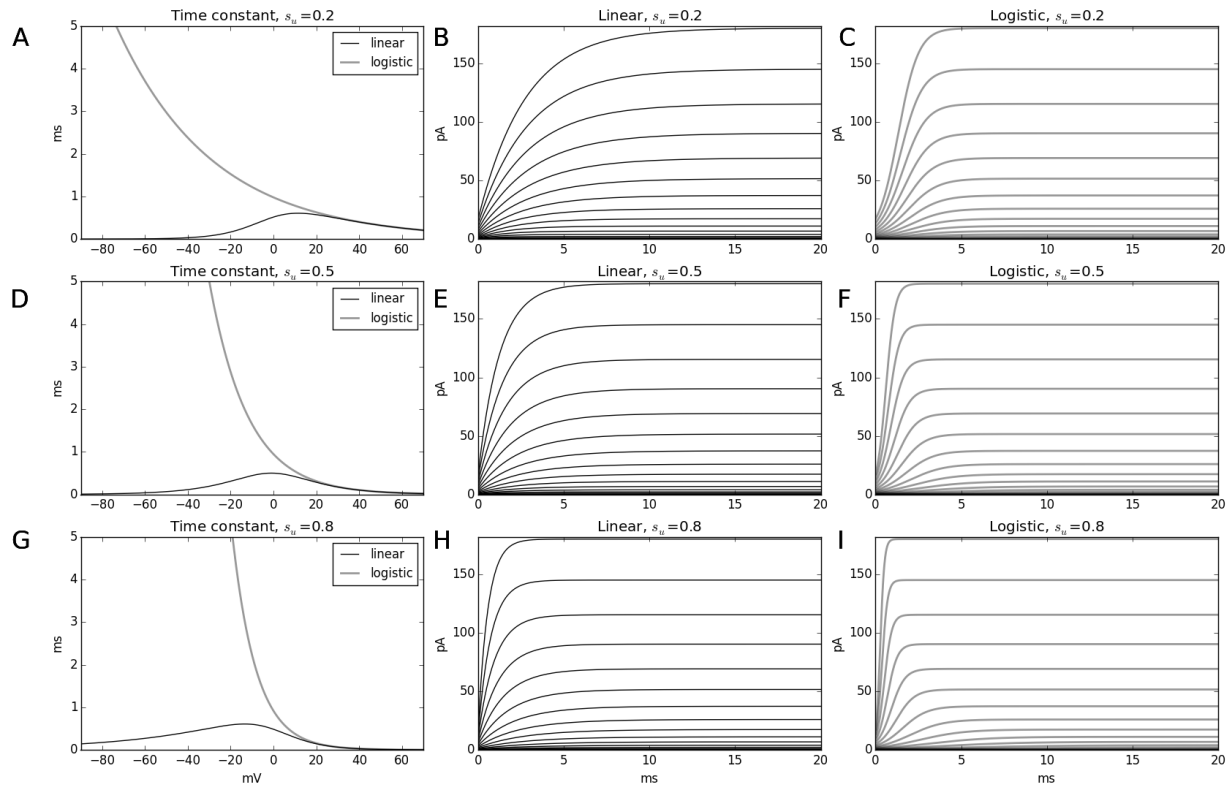 A
Time constant, s_u=0.2
ms
5
4
3
2
1
0
−80 −60 −40 −20 0 20 40 60
linear
logistic
B
Linear, s_u=0.2
pA
150
100
50
0
0 5 10 15 20
ms
C
Logistic, s_u=0.2
pA
150
100
50
0
0 5 10 15 20
D
Time constant, s_u=0.5
ms
5
4
3
2
1
0
−80 −60 −40 −20 0 20 40 60
linear
logistic
E
Linear, s_u=0.5
pA
150
100
50
0
0 5 10 15 20
F
Logistic, s_u=0.5
pA
150
100
50
0
0 5 10 15 20
G
Time constant, s_u=0.8
ms
5
4
3
2
1
0
−80 −60 −40 −20 0 20 40 60
mV
linear
logistic
H
Linear, s_u=0.8
pA
150
100
50
0
0 5 10 15 20
ms
I
Logistic, s_u=0.8
pA
150
100
50
0
0 5 10 15 20
ms